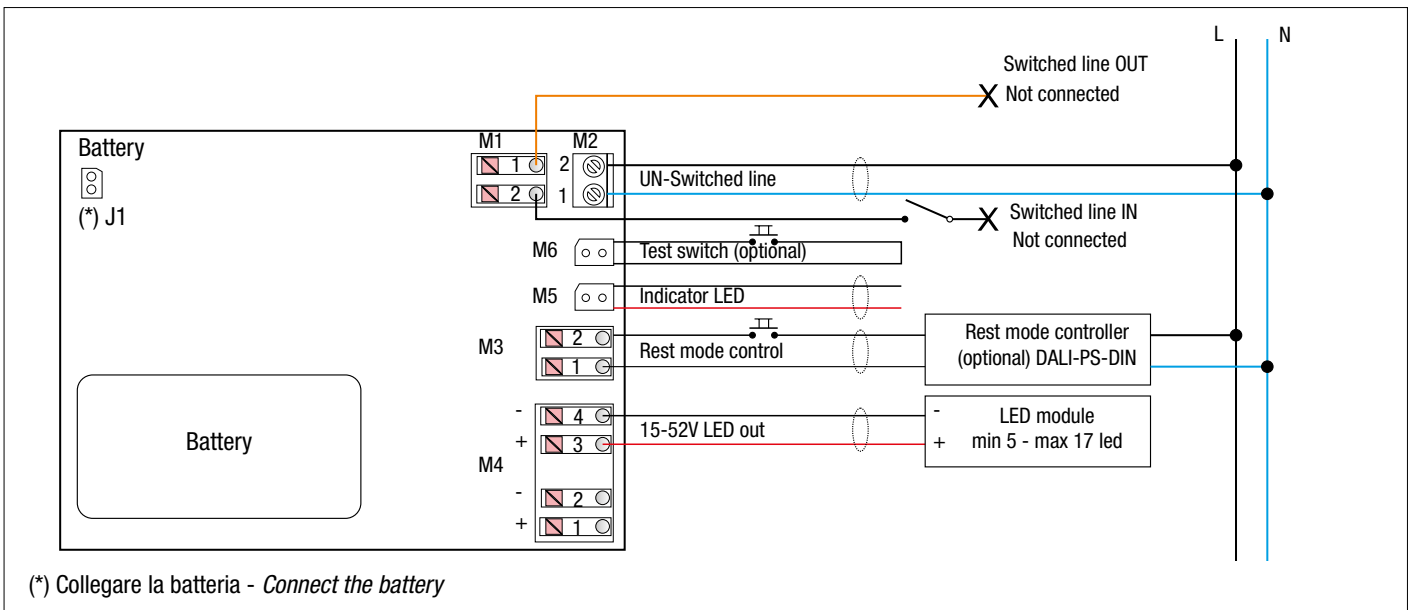 L N
Switched line OUT
Not connected
Battery
(*) J1
M1 M2
1 2
2 1
UN-Switched line
Switched line IN
Not connected
M6
Test switch (optional)
M5
Indicator LED
M3
2
1
Rest mode control
Rest mode controller
(optional) DALI-PS-DIN
Battery
M4
- 4
+ 3
- 2
+ 1
15-52V LED out
- LED module
+ min 5 - max 17 led
(*) Collegare la batteria - Connect the battery